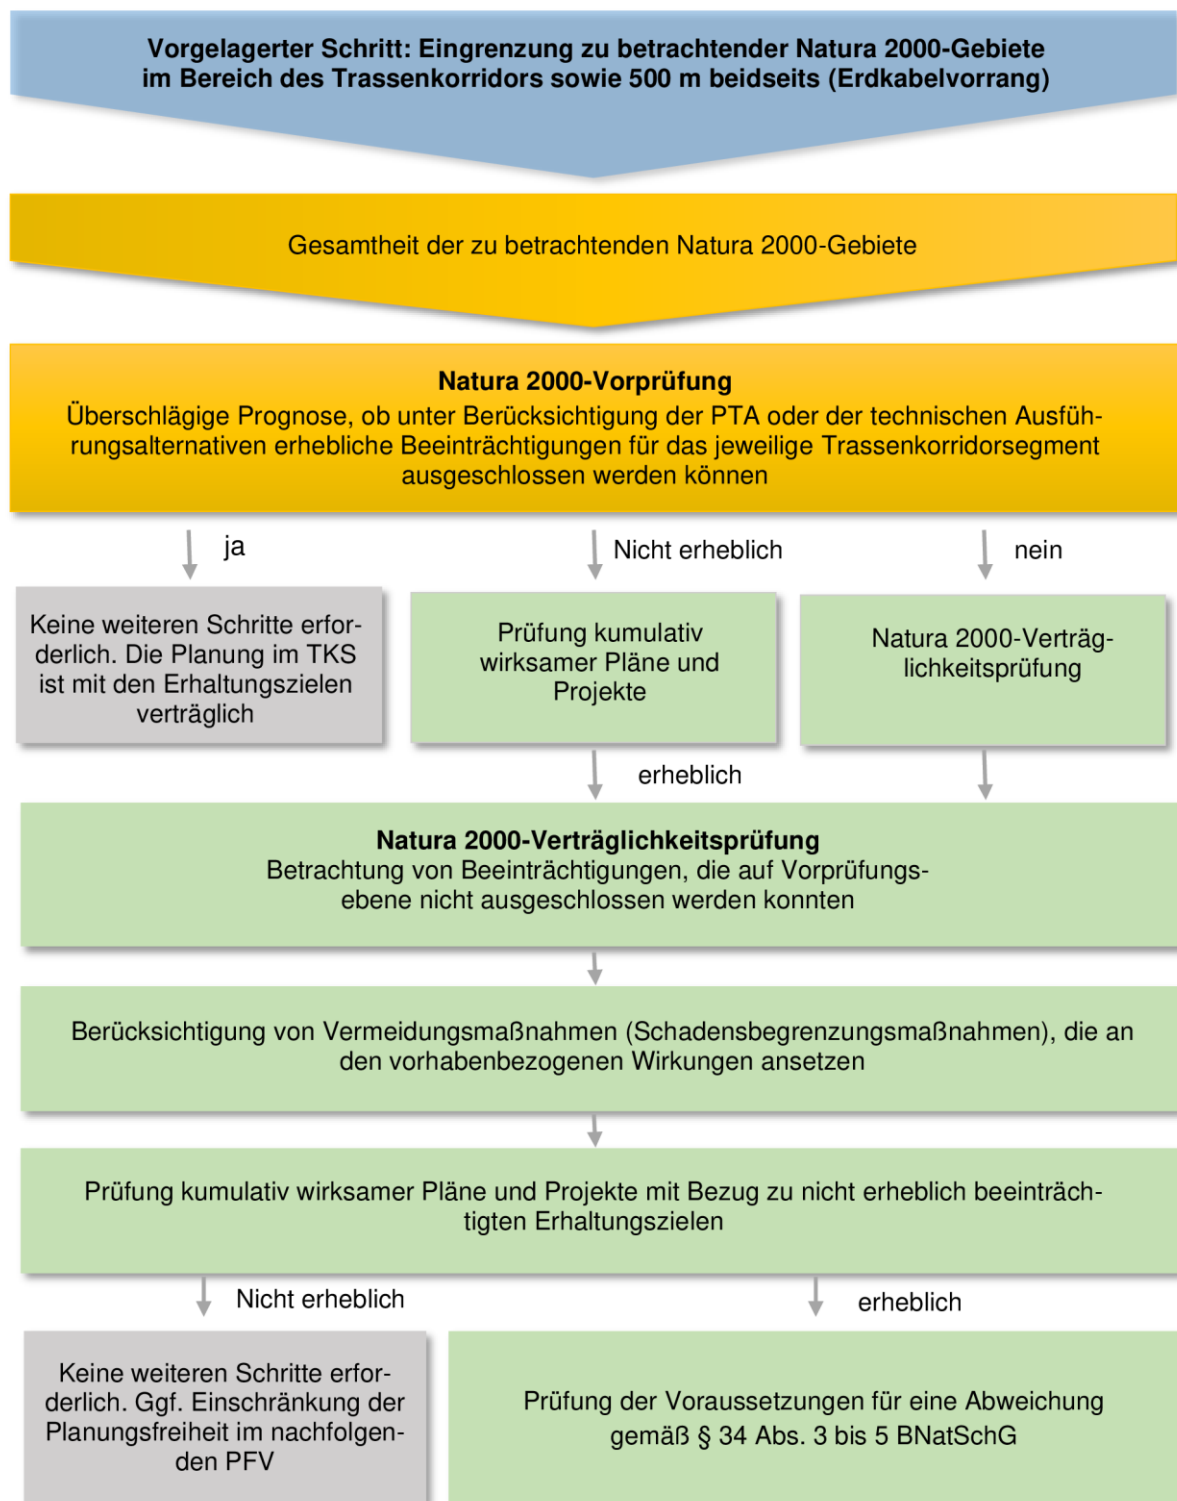 Vorgelagerter Schritt: Eingrenzung zu betrachtender Natura 2000-Gebiete
im Bereich des Trassenkorridors sowie 500 m beidseits (Erdkabelvorrang)
Gesamtheit der zu betrachtenden Natura 2000-Gebiete
Natura 2000-Vorprüfung
Überschlägige Prognose, ob unter Berücksichtigung der PTA oder der technischen Ausfüh-
rungsalternativen erhebliche Beeinträchtigungen für das jeweilige Trassenkorridorsegment
ausgeschlossen werden können
ja
Nicht erheblich
nein
Keine weiteren Schritte erfor-
derlich. Die Planung im TKS
ist mit den Erhaltungszielen
verträglich
Prüfung kumulativ
wirksamer Pläne und
Projekte
Natura 2000-Verträg-
lichkeitsprüfung
erheblich
Natura 2000-Verträglichkeitsprüfung
Betrachtung von Beeinträchtigungen, die auf Vorprüfungs-
ebene nicht ausgeschlossen werden konnten
Berücksichtigung von Vermeidungsmaßnahmen (Schadensbegrenzungsmaßnahmen), die an
den vorhabenbezogenen Wirkungen ansetzen
Prüfung kumulativ wirksamer Pläne und Projekte mit Bezug zu nicht erheblich beeinträch-
tigten Erhaltungszielen
Nicht erheblich
erheblich
Keine weiteren Schritte erfor-
derlich. Ggf. Einschränkung der
Planungsfreiheit im nachfolgen-
den PFV
Prüfung der Voraussetzungen für eine Abweichung
gemäß § 34 Abs. 3 bis 5 BNatSchG